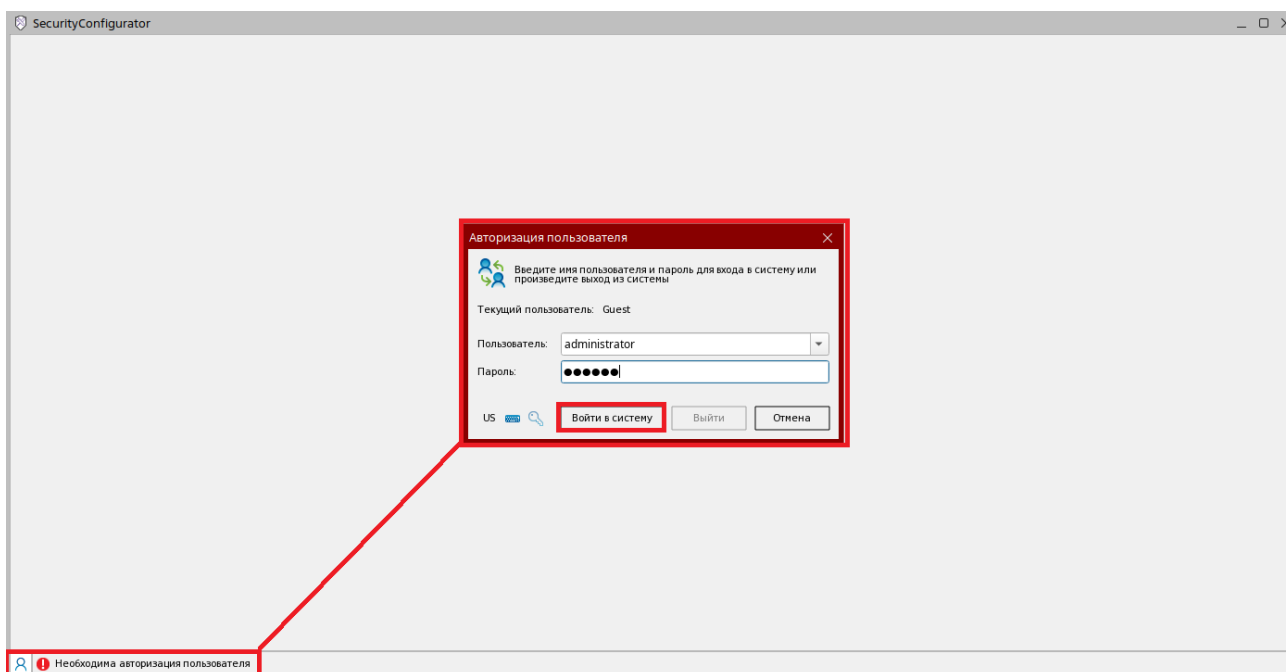 SecurityConfigurator
Авторизация пользователя
Введите имя пользователя и пароль для входа в систему или
произведите выход из системы
Текущий пользователь: Guest
Пользователь: administrator
Пароль: ●●●●●●
US Войти в систему Выйти Отмена
Необходима авторизация пользователя